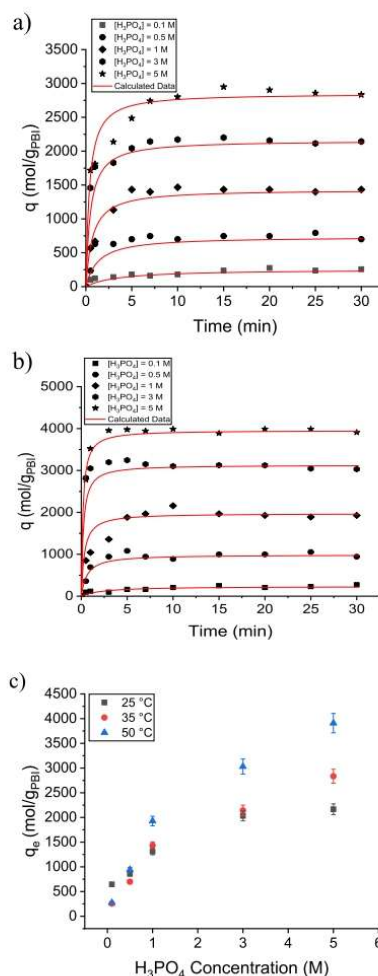 a)
[H₃PO₄] = 0.1 M
[H₃PO₄] = 0.5 M
[H₃PO₄] = 1 M
[H₃PO₄] = 3 M
[H₃PO₄] = 5 M
Calculated Data
3500
3000
2500
2000
1500
1000
500
0
q (mol/gPBI)
0 5 10 15 20 25 30
Time (min)
b)
[H₃PO₄] = 0.1 M
[H₃PO₄] = 0.5 M
[H₃PO₄] = 1 M
[H₃PO₄] = 3 M
[H₃PO₄] = 5 M
Calculated Data
5000
4000
3000
2000
1000
0
q (mol/gPBI)
0 5 10 15 20 25 30
Time (min)
c)
25 °C
35 °C
50 °C
4500
4000
3500
3000
2500
2000
1500
1000
500
0
qe (mol/gPBI)
0 1 2 3 4 5 6
H3PO4 Concentration (M)